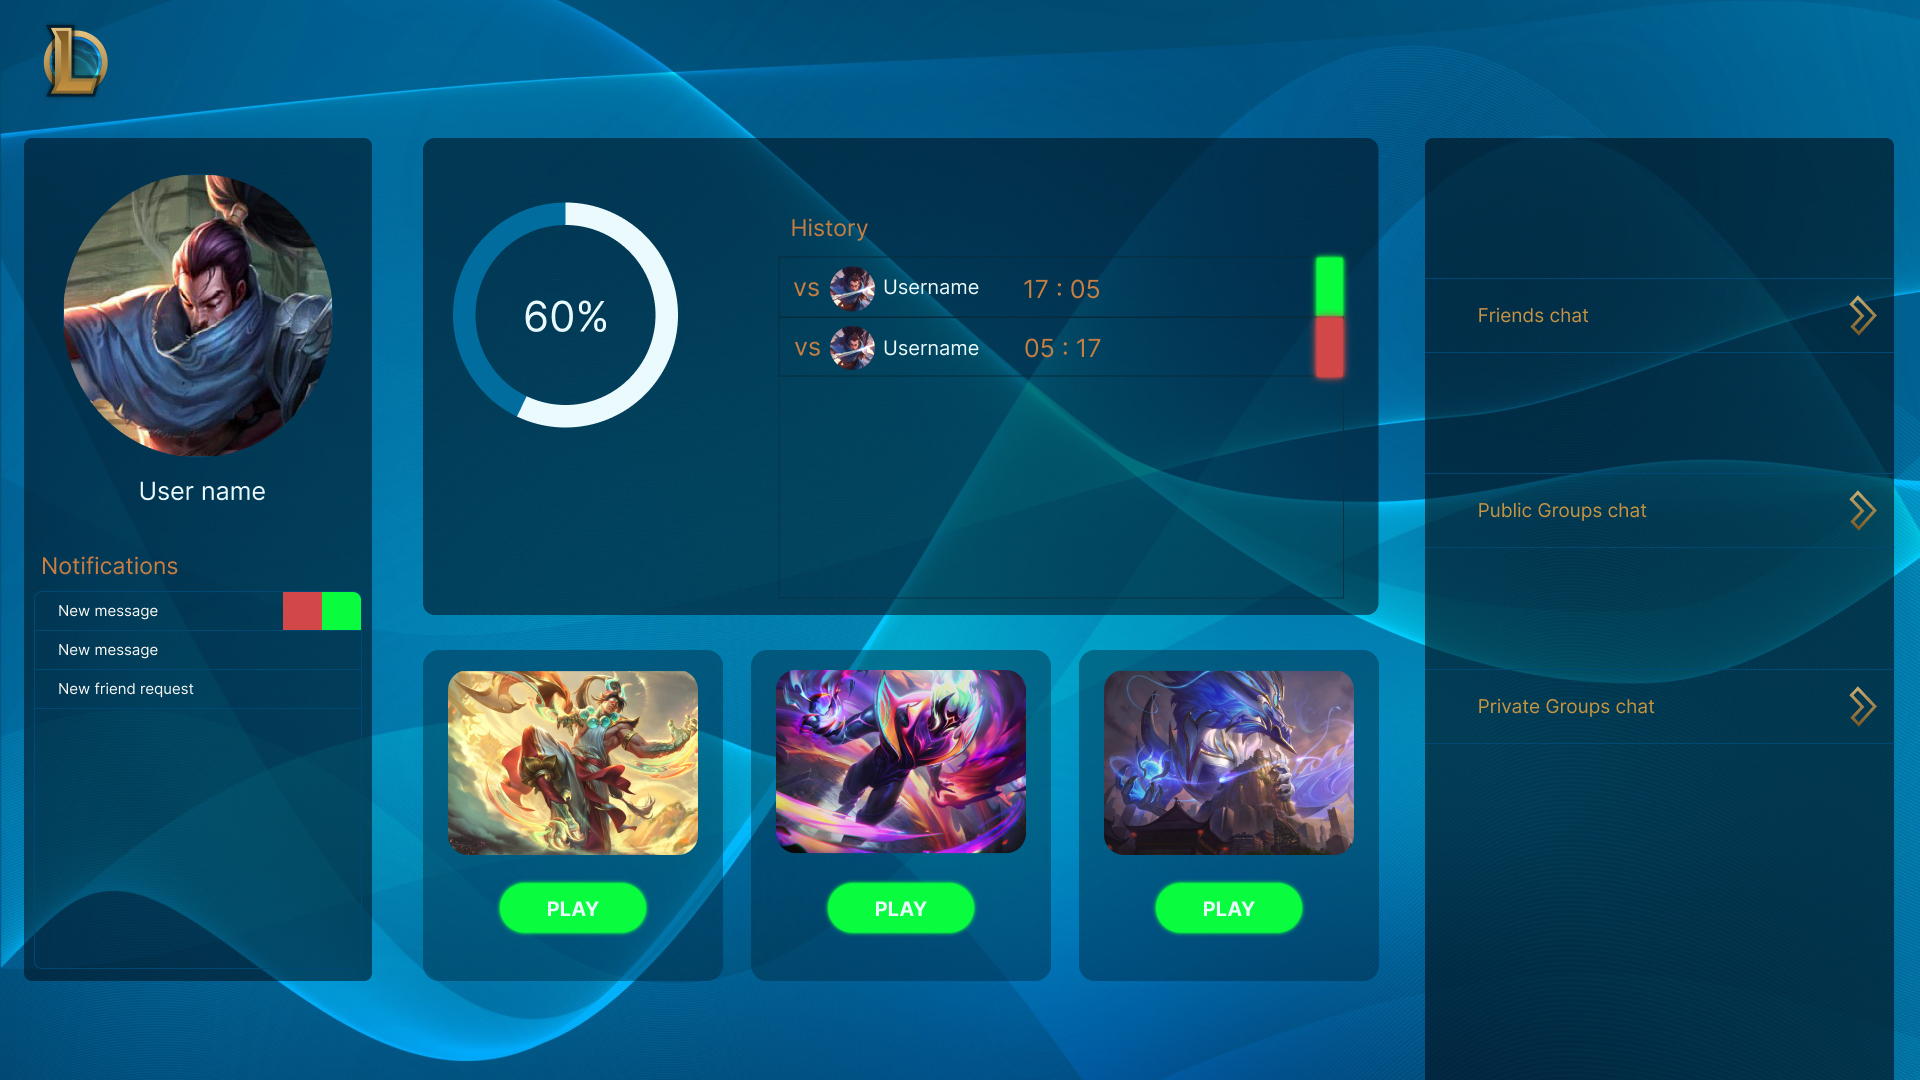 L
User name
Notifications
New message
New message
New friend request
60%
History
vs Username 17 : 05
vs Username 05 : 17
PLAY
PLAY
PLAY
Friends chat
Public Groups chat
Private Groups chat